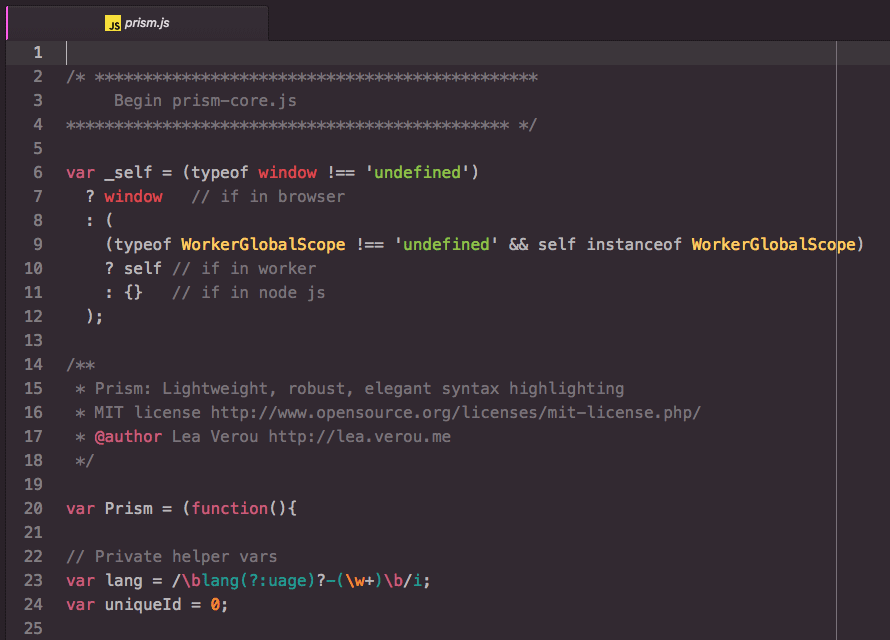 JS prism.js
1
2 /* **********************************************
3      Begin prism-core.js
4 ********************************************** */
5
6 var _self = (typeof window !== 'undefined')
7   ? window   // if in browser
8   : (
9     (typeof WorkerGlobalScope !== 'undefined' && self instanceof WorkerGlobalScope)
10     ? self // if in worker
11     : {}   // if in node js
12   );
13
14 /**
15  * Prism: Lightweight, robust, elegant syntax highlighting
16  * MIT license http://www.opensource.org/licenses/mit-license.php/
17  * @author Lea Verou http://lea.verou.me
18  */
19
20 var Prism = (function(){
21
22 // Private helper vars
23 var lang = /\blang(?:uage)?-(\w+)\b/i;
24 var uniqueId = 0;
25